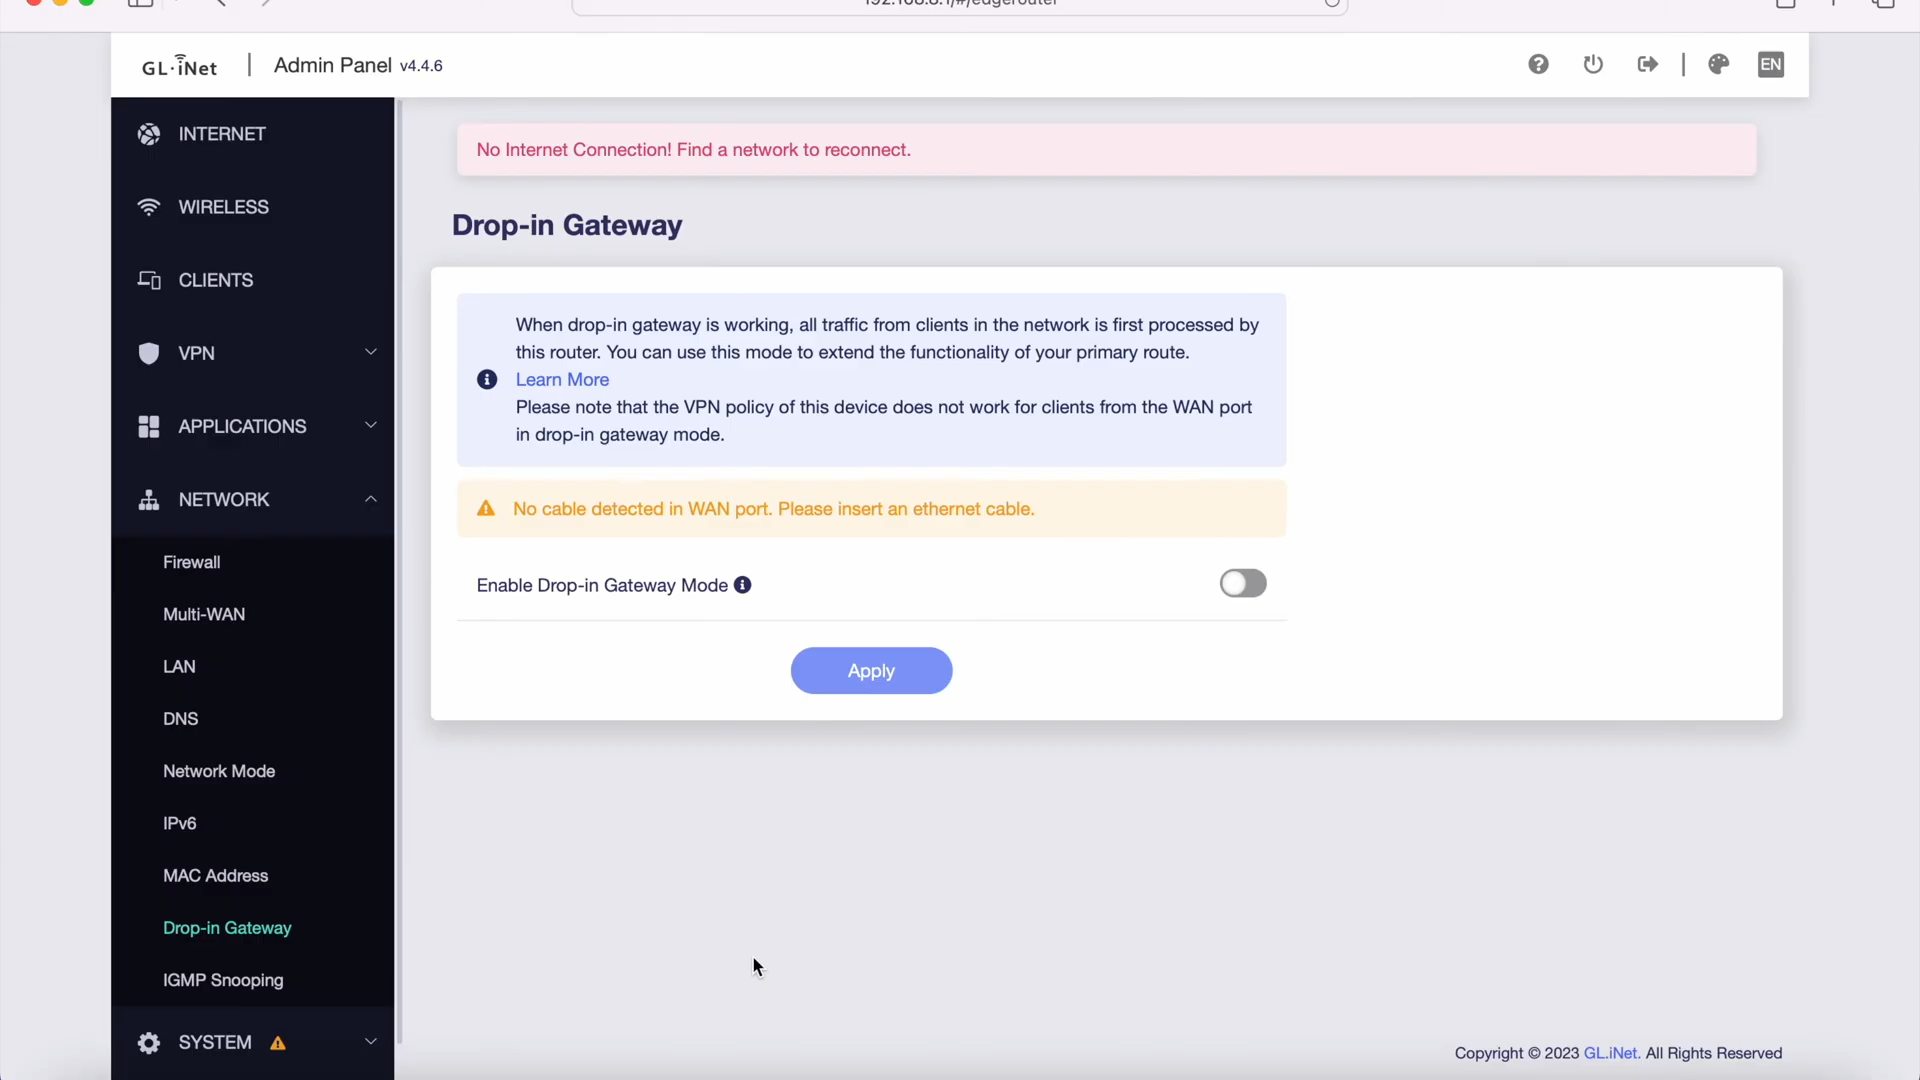 192.168.8.1/#/edgerouter
GL·iNet
Admin Panel v4.4.6
EN
INTERNET
WIRELESS
CLIENTS
VPN
APPLICATIONS
NETWORK
Firewall
Multi-WAN
LAN
DNS
Network Mode
IPv6
MAC Address
Drop-in Gateway
IGMP Snooping
SYSTEM
No Internet Connection! Find a network to reconnect.
Drop-in Gateway
When drop-in gateway is working, all traffic from clients in the network is first processed by
this router. You can use this mode to extend the functionality of your primary route.
Learn More
Please note that the VPN policy of this device does not work for clients from the WAN port
in drop-in gateway mode.
No cable detected in WAN port. Please insert an ethernet cable.
Enable Drop-in Gateway Mode
Apply
Copyright © 2023 GL.iNet. All Rights Reserved